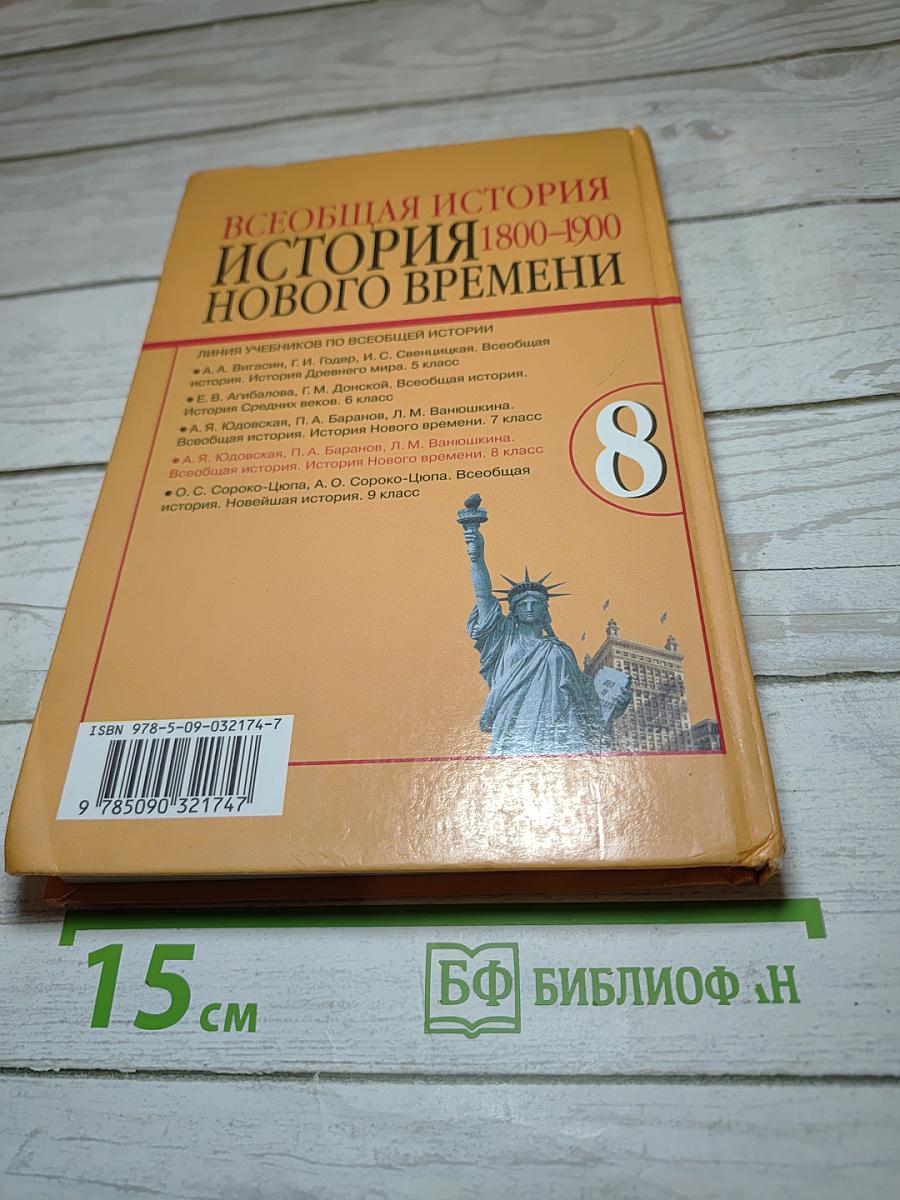 ВСЕОБЩАЯ ИСТОРИЯ
ИСТОРИЯ 1800–1900
НОВОГО ВРЕМЕНИ
ЛИНИЯ УЧЕБНИКОВ ПО ВСЕОБЩЕЙ ИСТОРИИ
● А. А. Вигасин, Г. И. Годер, И. С. Свенцицкая. Всеобщая
история. История Древнего мира. 5 класс
● Е. В. Агибалова, Г. М. Донской. Всеобщая история.
История Средних веков. 6 класс
● А. Я. Юдовская, П. А. Баранов, Л. М. Ванюшкина.
Всеобщая история. История Нового времени. 7 класс
● А. Я. Юдовская, П. А. Баранов, Л. М. Ванюшкина.
Всеобщая история. История Нового времени. 8 класс
● О. С. Сороко-Цюпа, А. О. Сороко-Цюпа. Всеобщая
история. Новейшая история. 9 класс
8
ISBN 978-5-09-032174-7
9 785090 321747
15 см
БФ БИБЛИОФАН